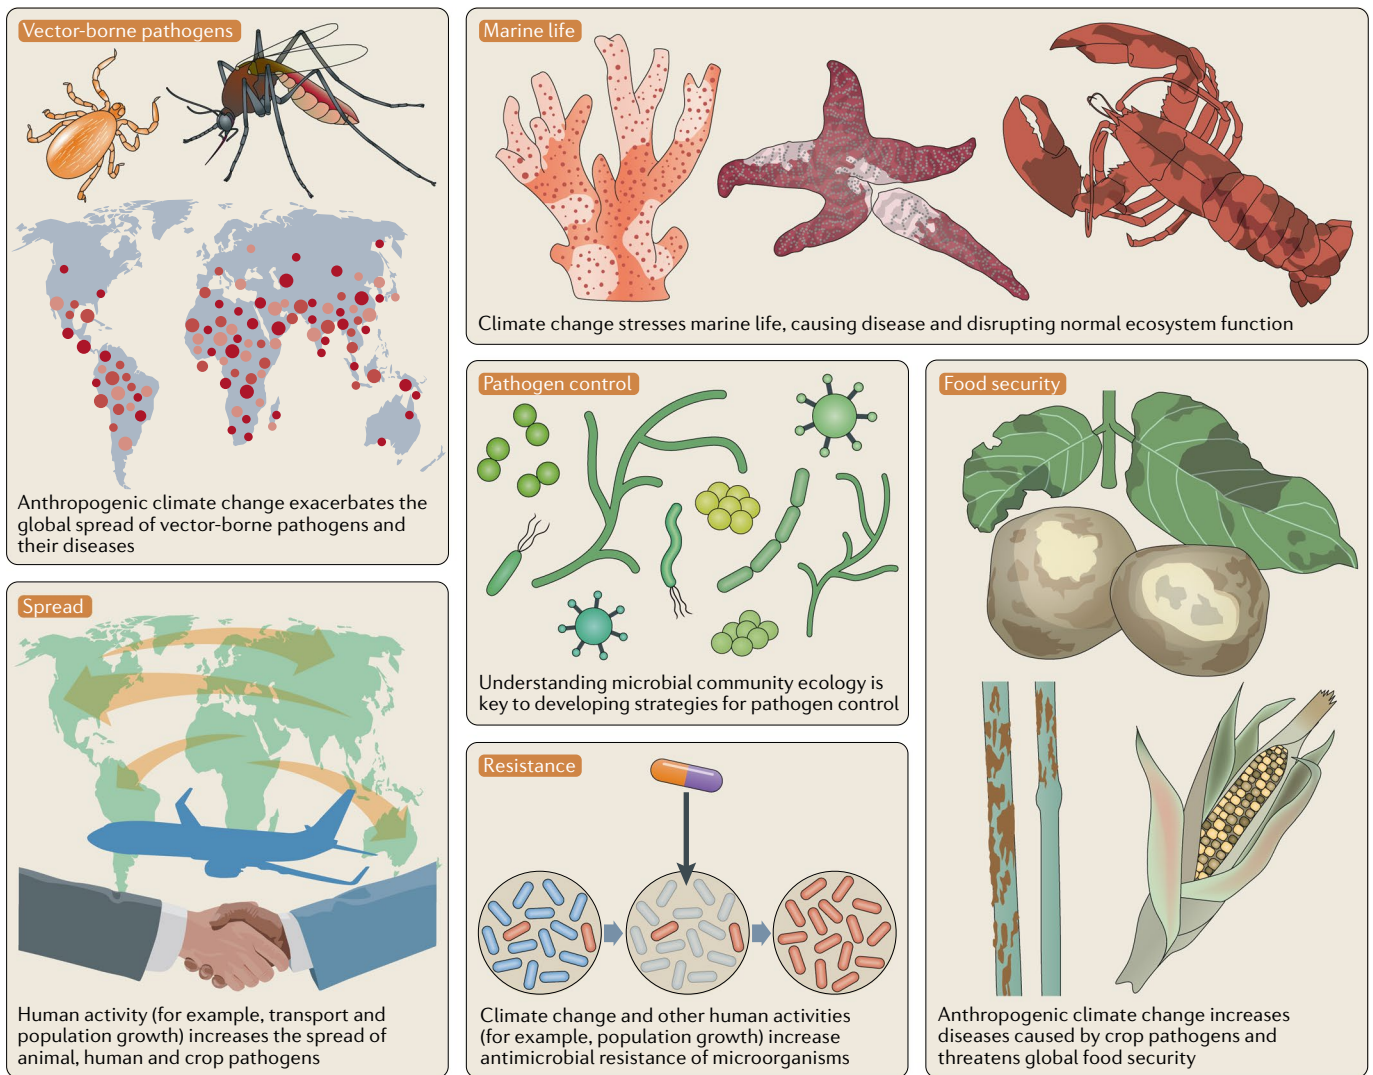 Vector-borne pathogens
Anthropogenic climate change exacerbates the
global spread of vector-borne pathogens and
their diseases
Marine life
Climate change stresses marine life, causing disease and disrupting normal ecosystem function
Pathogen control
Understanding microbial community ecology is
key to developing strategies for pathogen control
Food security
Anthropogenic climate change increases
diseases caused by crop pathogens and
threatens global food security
Spread
Human activity (for example, transport and
population growth) increases the spread of
animal, human and crop pathogens
Resistance
Climate change and other human activities
(for example, population growth) increase
antimicrobial resistance of microorganisms